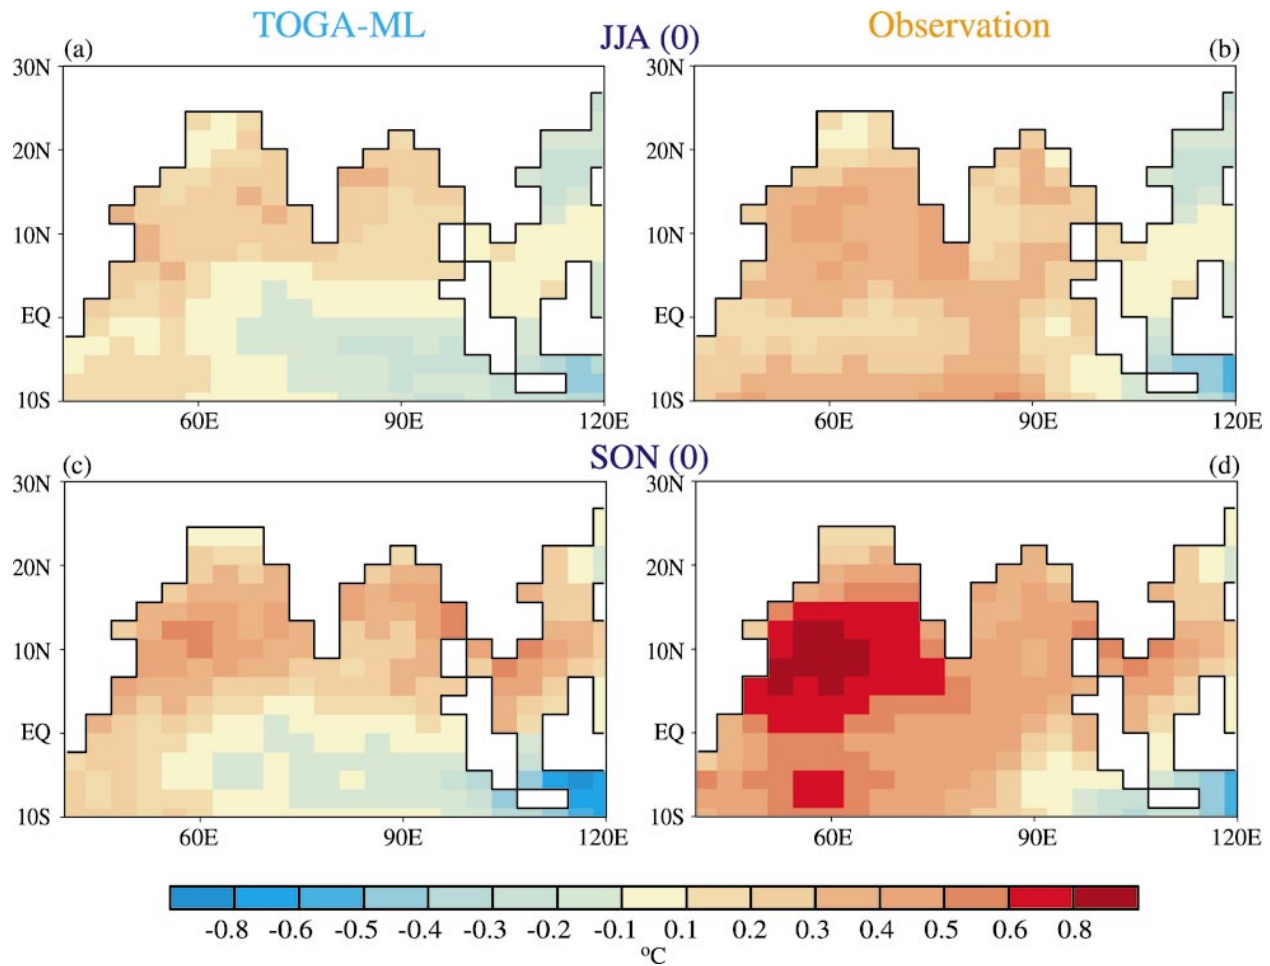 TOGA-ML Observation
(a) JJA (0) (b)
30N
20N
10N
EQ
10S
60E 90E 120E 60E 90E 120E
30N
20N
10N
EQ
10S
(c) SON (0) (d)
30N
20N
10N
EQ
10S
60E 90E 120E 60E 90E 120E
30N
20N
10N
EQ
10S
-0.8 -0.6 -0.5 -0.4 -0.3 -0.2 -0.1 0.1 0.2 0.3 0.4 0.5 0.6 0.8
ºC